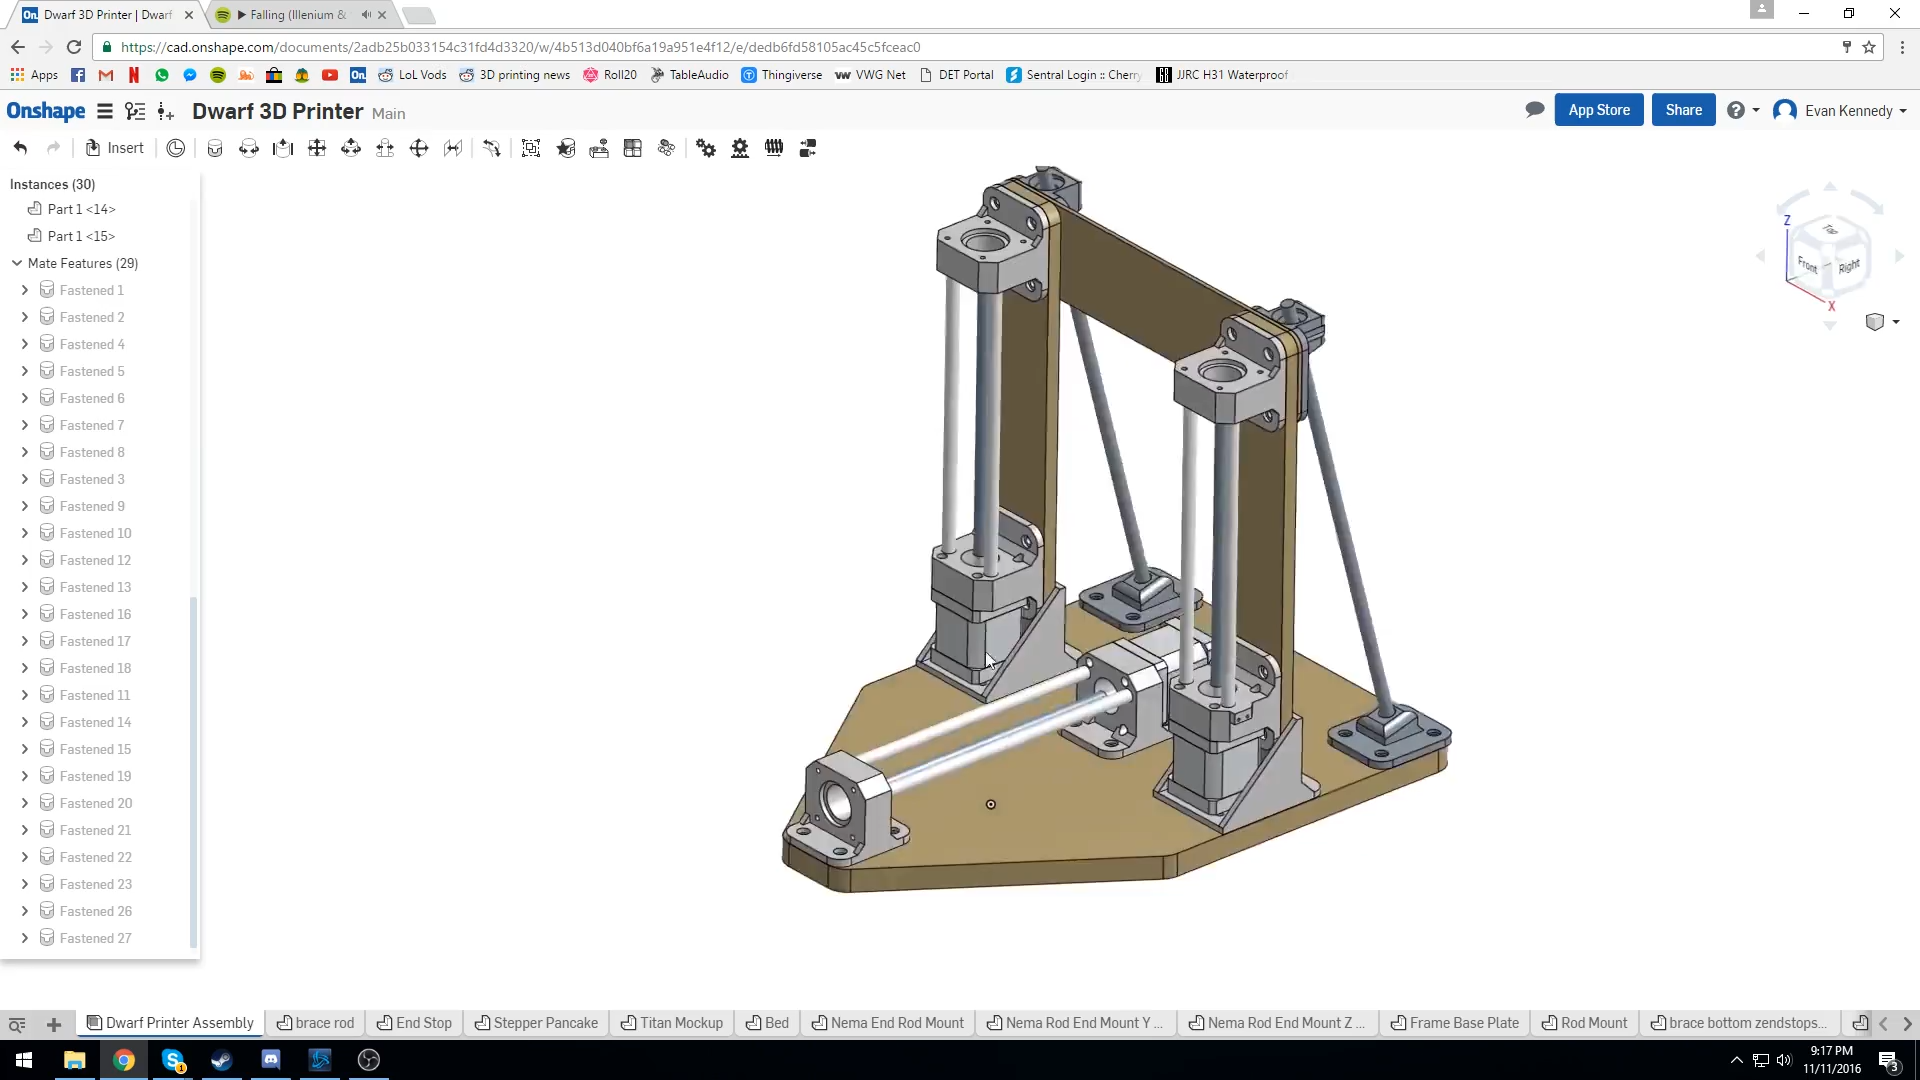 Dwarf 3D Printer | Dwarf
Falling (Illenium &
https://cad.onshape.com/documents/2adb25b033154c31fd4d3320/w/4b513d040bf6a19a951e4f12/e/dedb6fd58105ac45c5fceac0
Apps LoL Vods 3D printing news Roll20 TableAudio Thingiverse VWG Net DET Portal Sentral Login :: Cherry JJRC H31 Waterproof
Onshape Dwarf 3D Printer Main App Store Share Evan Kennedy
Insert
Instances (30)
Part 1 <14>
Part 1 <15>
Mate Features (29)
Fastened 1
Fastened 2
Fastened 4
Fastened 5
Fastened 6
Fastened 7
Fastened 8
Fastened 3
Fastened 9
Fastened 10
Fastened 12
Fastened 13
Fastened 16
Fastened 17
Fastened 18
Fastened 11
Fastened 14
Fastened 15
Fastened 19
Fastened 20
Fastened 21
Fastened 22
Fastened 23
Fastened 26
Fastened 27
Z
Top
Front Right
X
Dwarf Printer Assembly brace rod End Stop Stepper Pancake Titan Mockup Bed Nema End Rod Mount Nema Rod End Mount Y ... Nema Rod End Mount Z ... Frame Base Plate Rod Mount brace bottom zendstops...
9:17 PM
11/11/2016
3